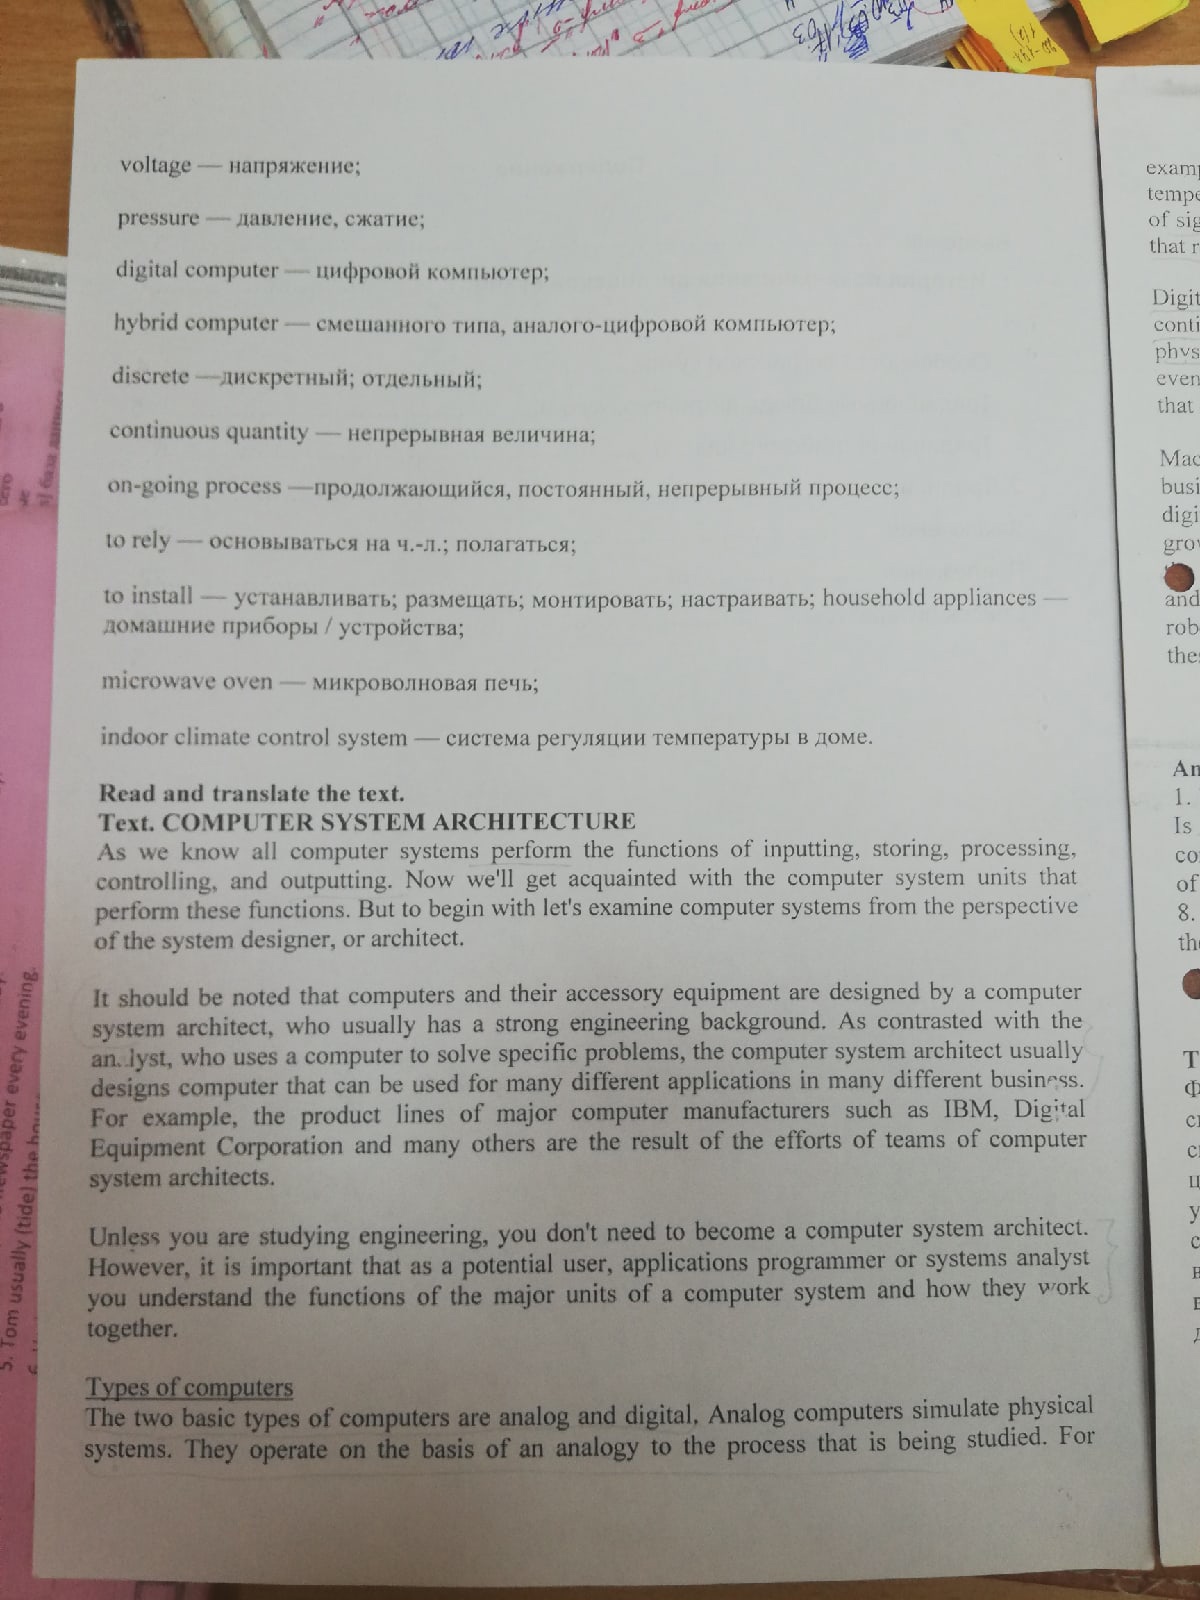 voltage — напряжение;
pressure — давление, сжатие;
digital computer — цифровой компьютер;
hybrid computer — смешанного типа, аналого-цифровой компьютер;
discrete —дискретный; отдельный;
continuous quantity — непрерывная величина;
on-going process —продолжающийся, постоянный, непрерывный процесс;
to rely — основываться на ч.-л.; полагаться;
to install — устанавливать; размещать; монтировать; настраивать; household appliances —
домашние приборы / устройства;
microwave oven — микроволновая печь;
indoor climate control system — система регуляции температуры в доме.
Read and translate the text.
Text. COMPUTER SYSTEM ARCHITECTURE
As we know all computer systems perform the functions of inputting, storing, processing,
controlling, and outputting. Now we'll get acquainted with the computer system units that
perform these functions. But to begin with let's examine computer systems from the perspective
of the system designer, or architect.
It should be noted that computers and their accessory equipment are designed by a computer
system architect, who usually has a strong engineering background. As contrasted with the
an. lyst, who uses a computer to solve specific problems, the computer system architect usually
designs computer that can be used for many different applications in many different business.
For example, the product lines of major computer manufacturers such as IBM, Digital
Equipment Corporation and many others are the result of the efforts of teams of computer
system architects.
Unless you are studying engineering, you don't need to become a computer system architect.
However, it is important that as a potential user, applications programmer or systems analyst
you understand the functions of the major units of a computer system and how they work
together.
Types of computers
The two basic types of computers are analog and digital, Analog computers simulate physical
systems. They operate on the basis of an analogy to the process that is being studied. For
of sig
that r
Digit
conti
phys
even
that
Mac
busi
digi
grov
and
rob
the
An
1.
Is
co
of
8.
the
5. Tom usually (tide) the house
newspaper every evening.